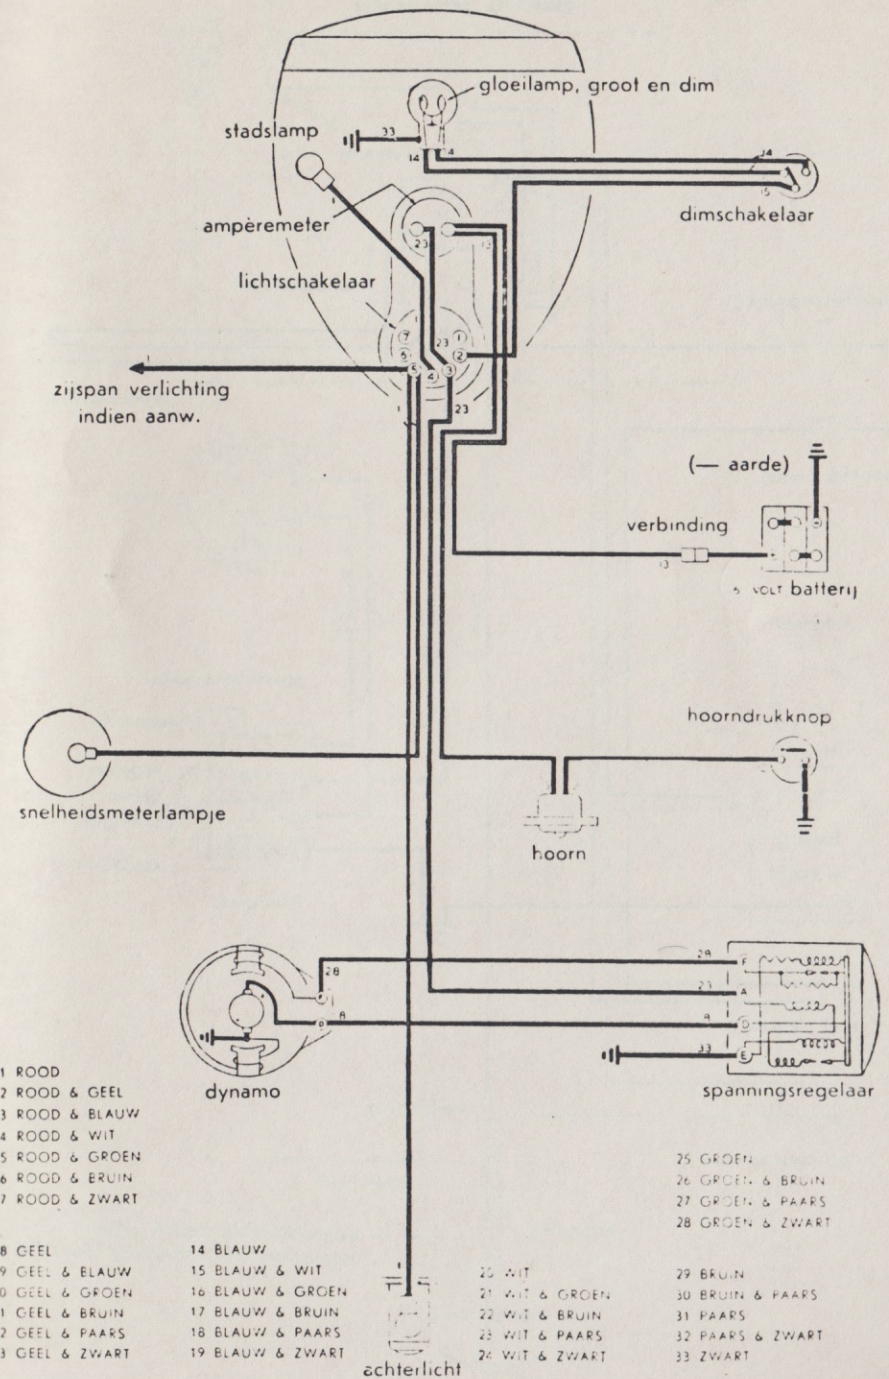 gloeilamp, groot en dim
stadslamp
33
14
4
14
15
dimschakelaar
ampèremeter
23
13
lichtschakelaar
1
7
6
5
4
3
2
1
23
23
1
1
zijspan verlichting
indien aanw.
(— aarde)
verbinding
13
VOLT batterij
hoorndrukknop
snelheidsmeterlampje
hoorn
28
29
F
23
A
8
9
D
D
33
E
dynamo
spanningsregelaar
1 ROOD
2 ROOD & GEEL
3 ROOD & BLAUW
4 ROOD & WIT
5 ROOD & GROEN
6 ROOD & BRUIN
7 ROOD & ZWART
8 GEEL
9 GEEL & BLAUW
0 GEEL & GROEN
1 GEEL & BRUIN
2 GEEL & PAARS
3 GEEL & ZWART
14 BLAUW
15 BLAUW & WIT
16 BLAUW & GROEN
17 BLAUW & BRUIN
18 BLAUW & PAARS
19 BLAUW & ZWART
1
achterlicht
20 WIT
21 WIT & GROEN
22 WIT & BRUIN
23 WIT & PAARS
24 WIT & ZWART
25 GROEN
26 GROEN & BRUIN
27 GROEN & PAARS
28 GROEN & ZWART
29 BRUIN
30 BRUIN & PAARS
31 PAARS
32 PAARS & ZWART
33 ZWART